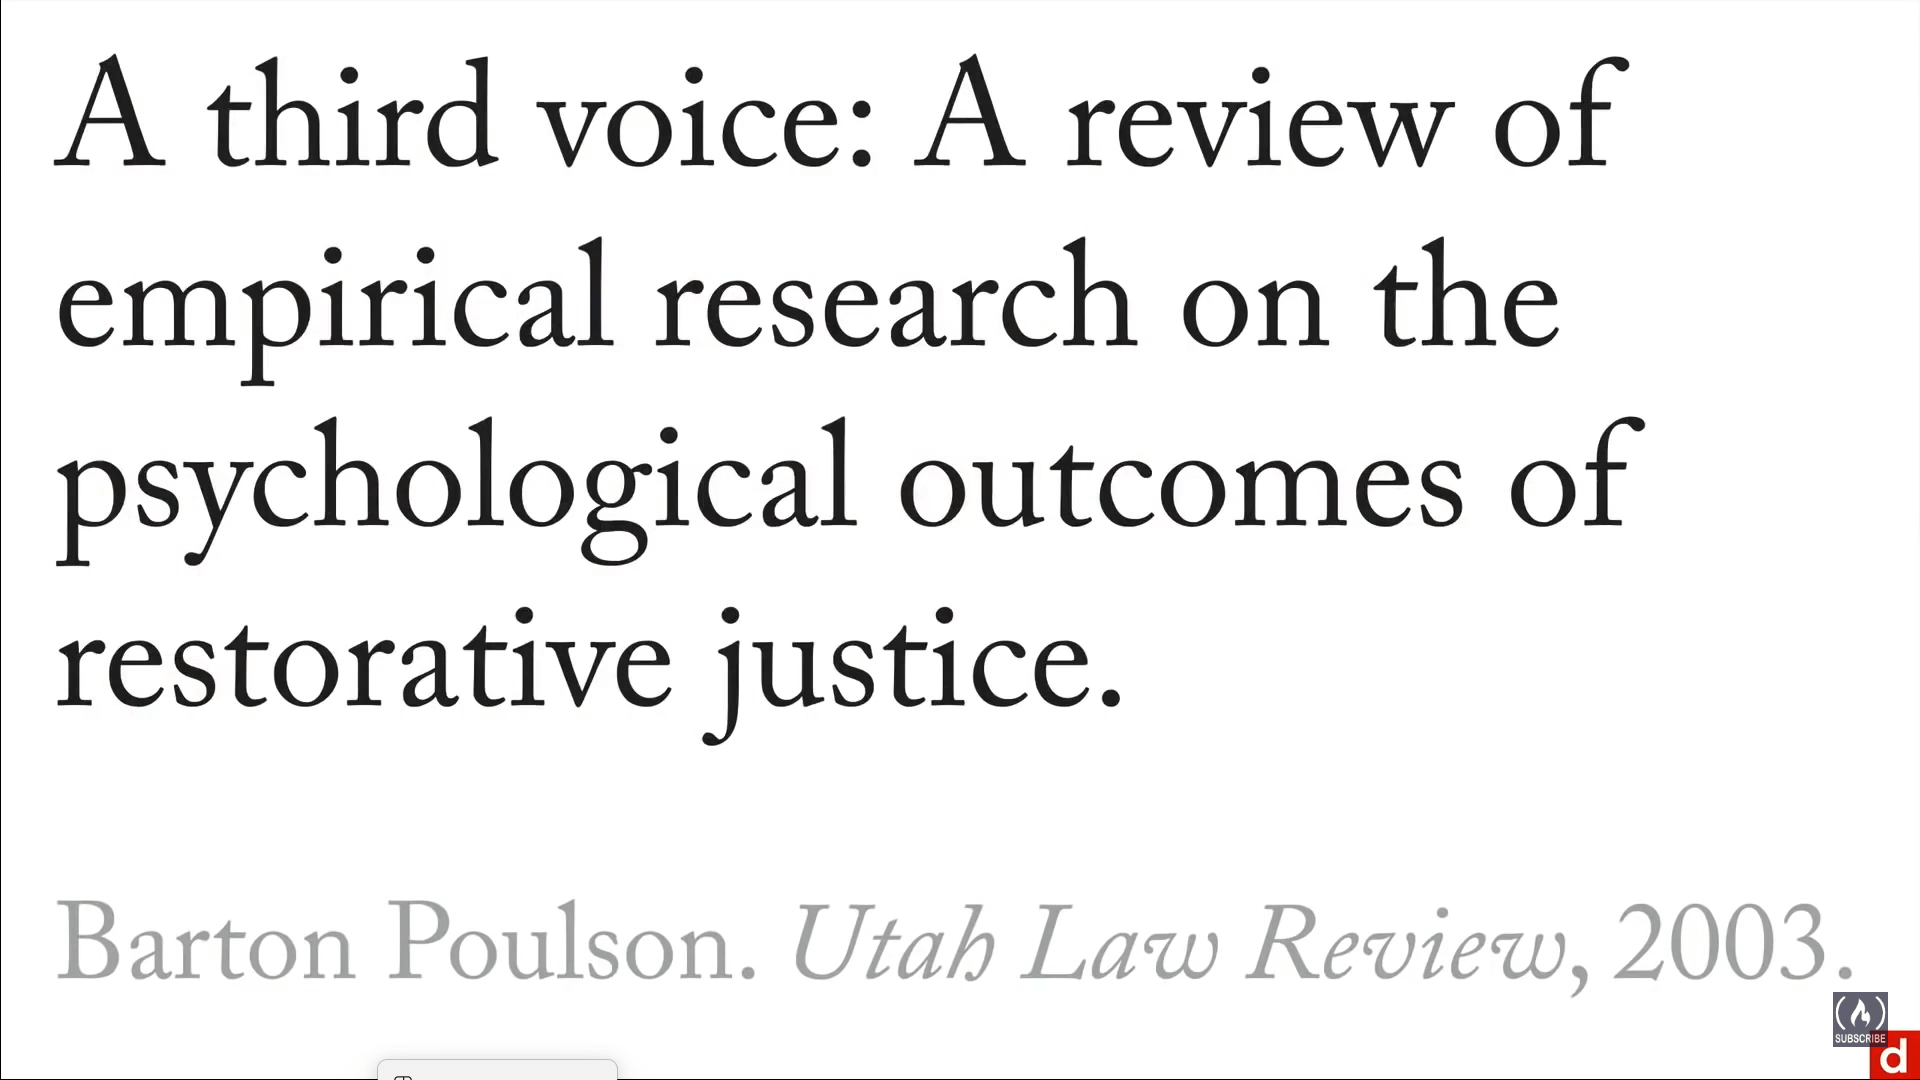 A third voice: A review of
empirical research on the
psychological outcomes of
restorative justice.
Barton Poulson. Utah Law Review, 2003.
SUBSCRIBE
d